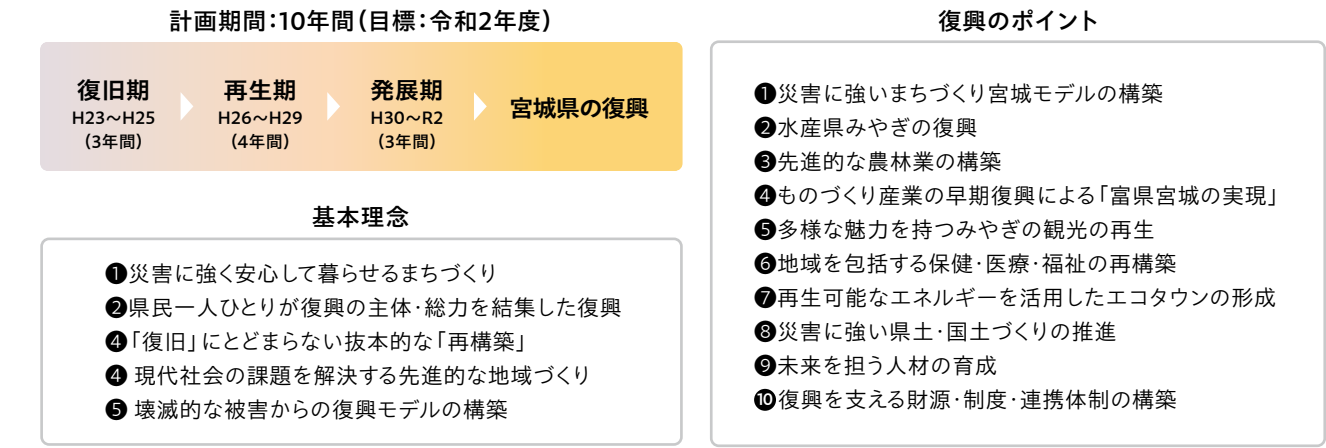 計画期間：10年間（目標：令和2年度）
復旧期
H23〜H25
（3年間）
再生期
H26〜H29
（4年間）
発展期
H30〜R2
（3年間）
宮城県の復興
基本理念
❶災害に強く安心して暮らせるまちづくり
❷県民一人ひとりが復興の主体・総力を結集した復興
❹「復旧」にとどまらない抜本的な「再構築」
❹ 現代社会の課題を解決する先進的な地域づくり
❺ 壊滅的な被害からの復興モデルの構築
復興のポイント
❶災害に強いまちづくり宮城モデルの構築
❷水産県みやぎの復興
❸先進的な農林業の構築
❹ものづくり産業の早期復興による「富県宮城の実現」
❺多様な魅力を持つみやぎの観光の再生
❻地域を包括する保健・医療・福祉の再構築
❼再生可能なエネルギーを活用したエコタウンの形成
❽災害に強い県土・国土づくりの推進
❾未来を担う人材の育成
❿復興を支える財源・制度・連携体制の構築